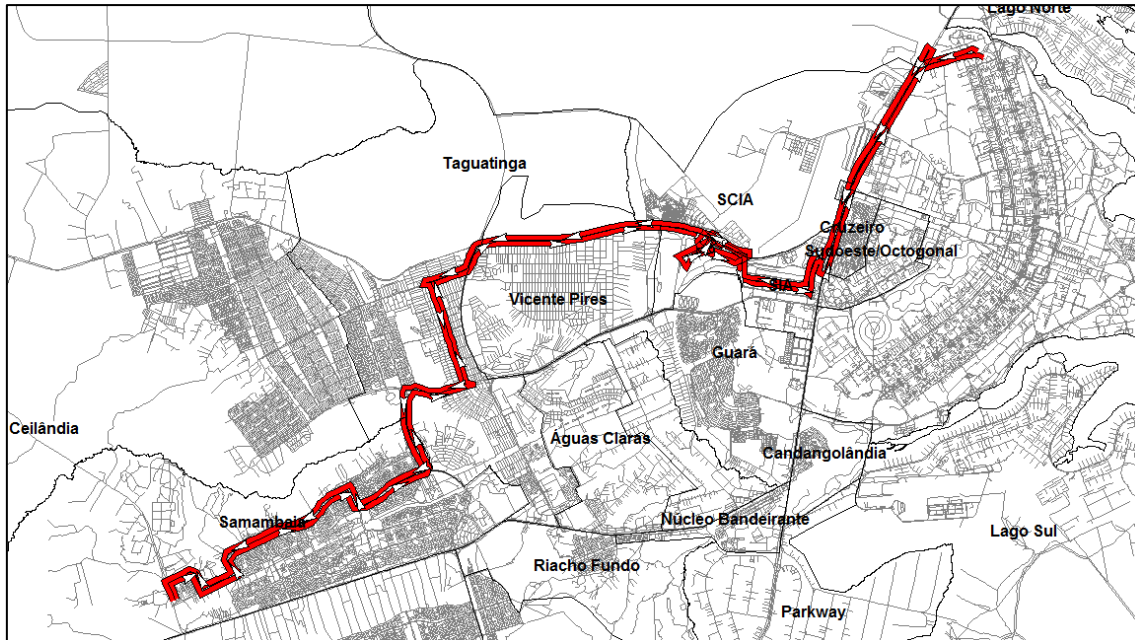 Lago Norte
Taguatinga
SCIA
Cruzeiro
Sudoeste/Octogonal
SIA
Vicente Pires
Guará
Ceilândia
Águas Claras
Candangolândia
Samambaia
Núcleo Bandeirante
Lago Sul
Riacho Fundo
Parkway